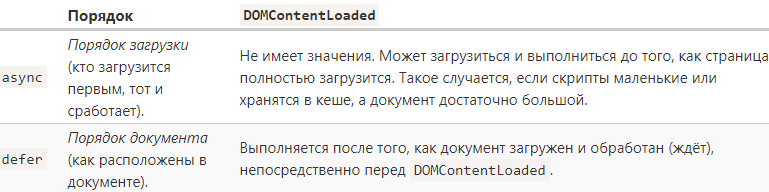 Порядок DOMContentLoaded
async
Порядок загрузки
(кто загрузится
первым, тот и
сработает).
Не имеет значения. Может загрузиться и выполниться до того, как страница
полностью загрузится. Такое случается, если скрипты маленькие или
хранятся в кеше, а документ достаточно большой.
defer
Порядок документа
(как расположены в
документе).
Выполняется после того, как документ загружен и обработан (ждёт),
непосредственно перед DOMContentLoaded.